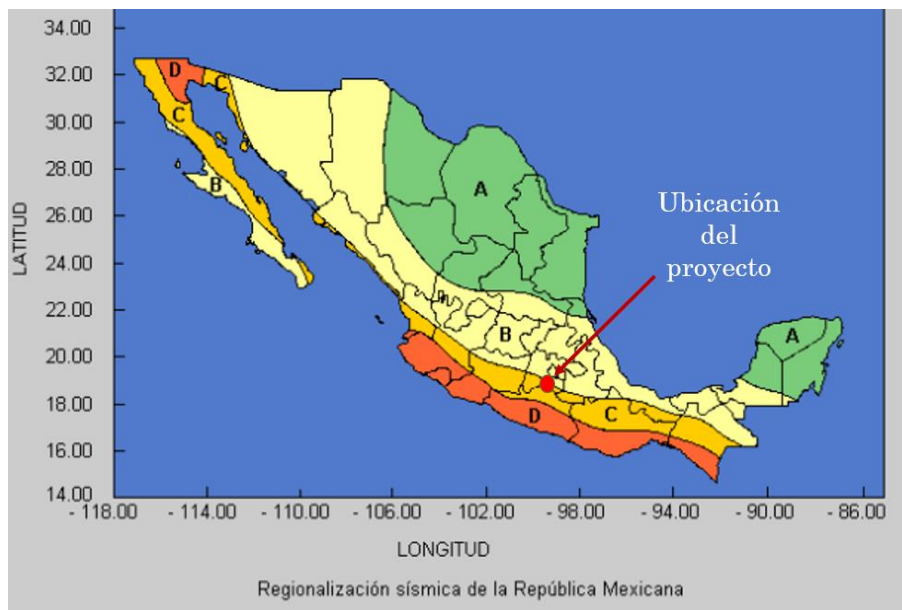 34.00
32.00
30.00
28.00
26.00
24.00
22.00
20.00
18.00
16.00
14.00
LATITUD
D
C
C
B
A
Ubicación
del
proyecto
A
B
D
C
- 118.00 - 114.00 - 110.00 - 106.00 - 102.00 - 98.00 - 94.00 - 90.00 - 86.00
LONGITUD
Regionalización sísmica de la República Mexicana